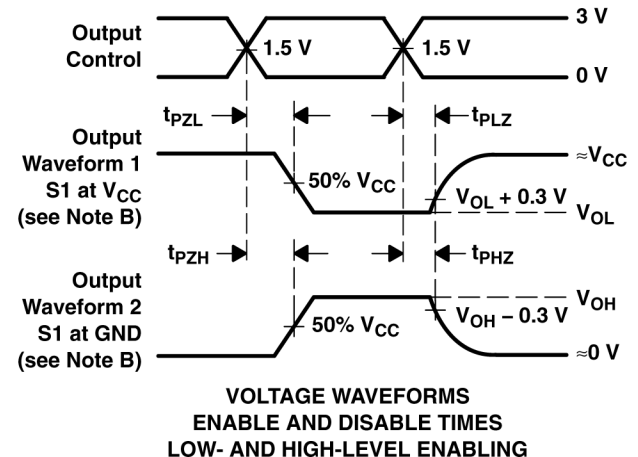 Output
Control
1.5 V
1.5 V
3 V
0 V
tPZL
tPLZ
Output
Waveform 1
S1 at VCC
(see Note B)
50% VCC
VOL + 0.3 V
≈VCC
VOL
tPZH
tPHZ
Output
Waveform 2
S1 at GND
(see Note B)
50% VCC
VOH − 0.3 V
VOH
≈0 V
VOLTAGE WAVEFORMS
ENABLE AND DISABLE TIMES
LOW- AND HIGH-LEVEL ENABLING